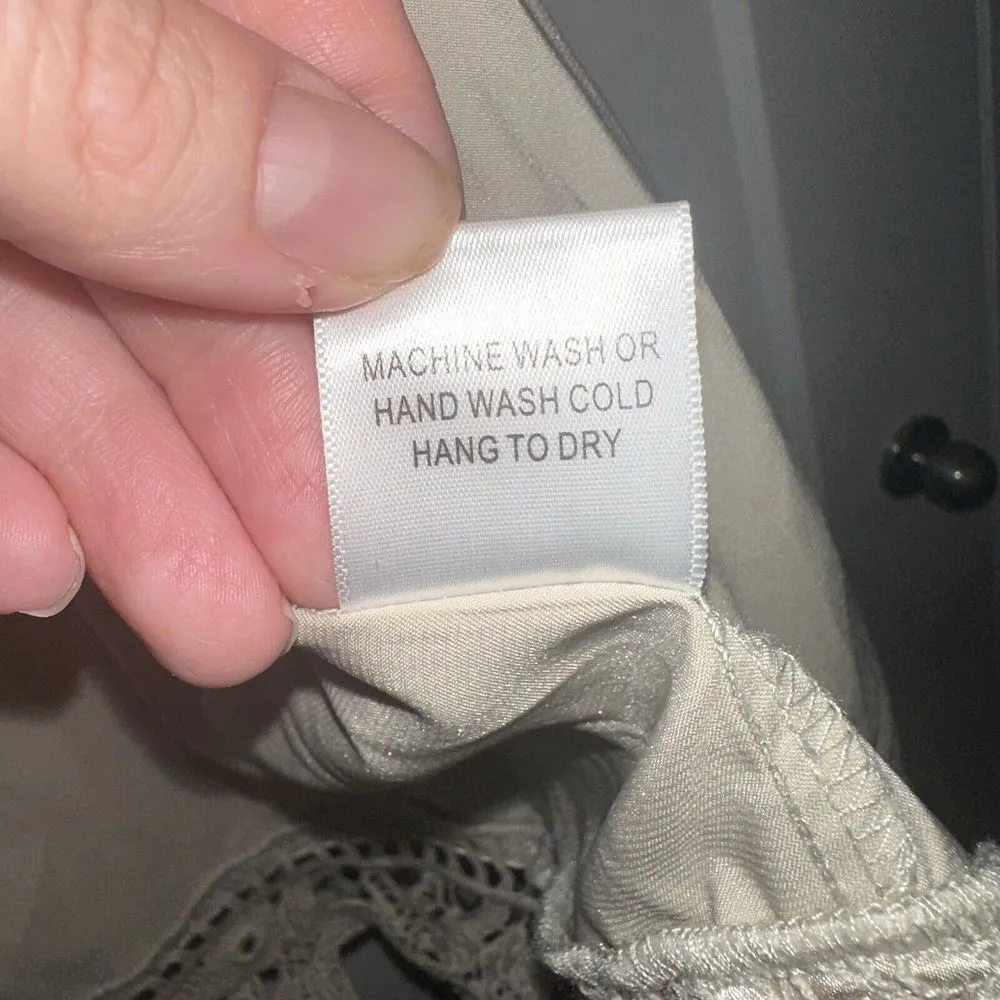 MACHINE WASH OR
HAND WASH COLD
HANG TO DRY